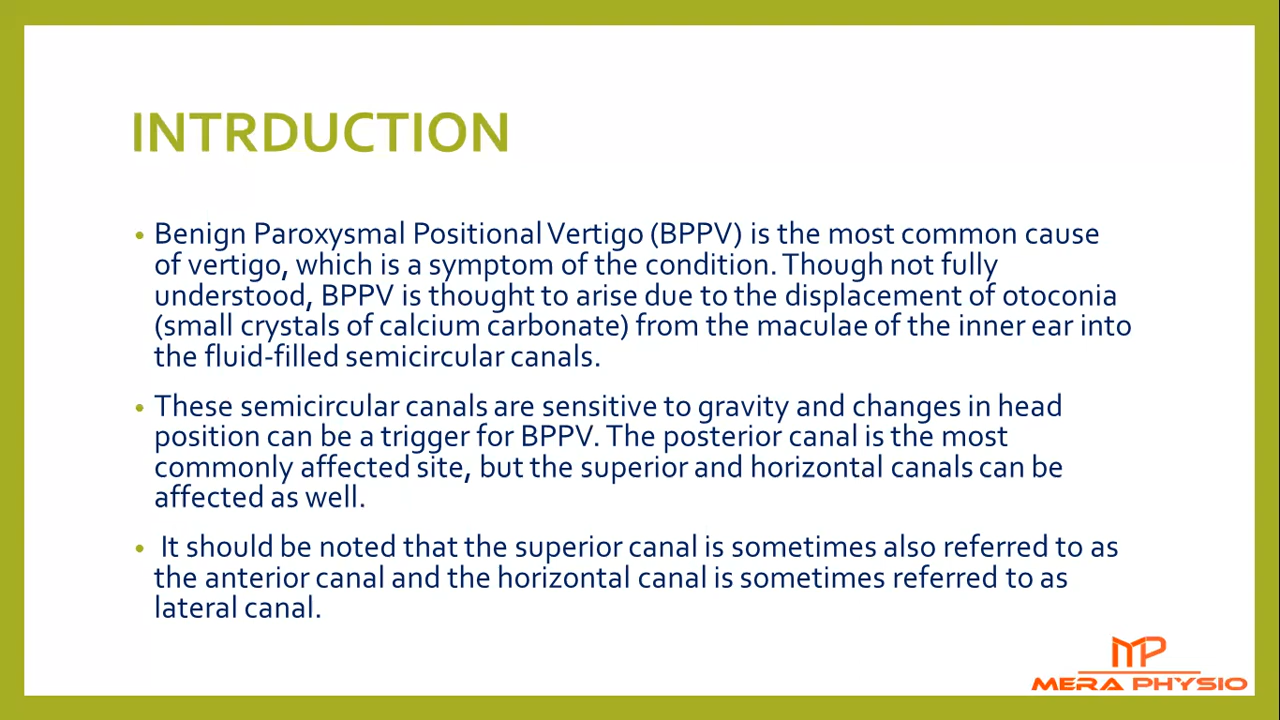 INTRDUCTION
• Benign Paroxysmal Positional Vertigo (BPPV) is the most common cause
of vertigo, which is a symptom of the condition. Though not fully
understood, BPPV is thought to arise due to the displacement of otoconia
(small crystals of calcium carbonate) from the maculae of the inner ear into
the fluid-filled semicircular canals.
• These semicircular canals are sensitive to gravity and changes in head
position can be a trigger for BPPV. The posterior canal is the most
commonly affected site, but the superior and horizontal canals can be
affected as well.
• It should be noted that the superior canal is sometimes also referred to as
the anterior canal and the horizontal canal is sometimes referred to as
lateral canal.
MP
MERA PHYSIO